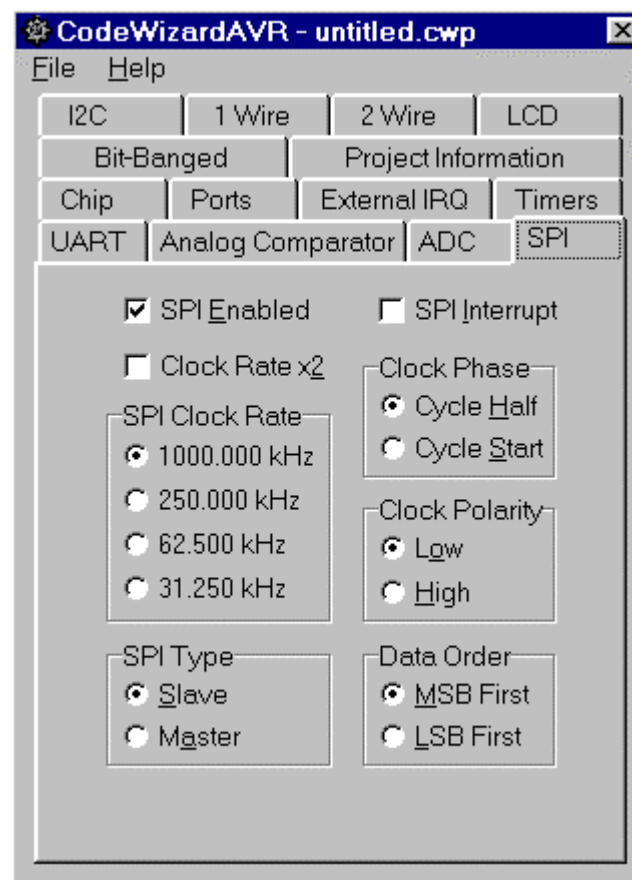 CodeWizardAVR - untitled.cwp
File Help
I2C 1 Wire 2 Wire LCD
Bit-Banged Project Information
Chip Ports External IRQ Timers
UART Analog Comparator ADC SPI
SPI Enabled SPI Interrupt
Clock Rate x2
SPI Clock Rate
1000.000 kHz
250.000 kHz
62.500 kHz
31.250 kHz
Clock Phase
Cycle Half
Cycle Start
Clock Polarity
Low
High
SPI Type
Slave
Master
Data Order
MSB First
LSB First